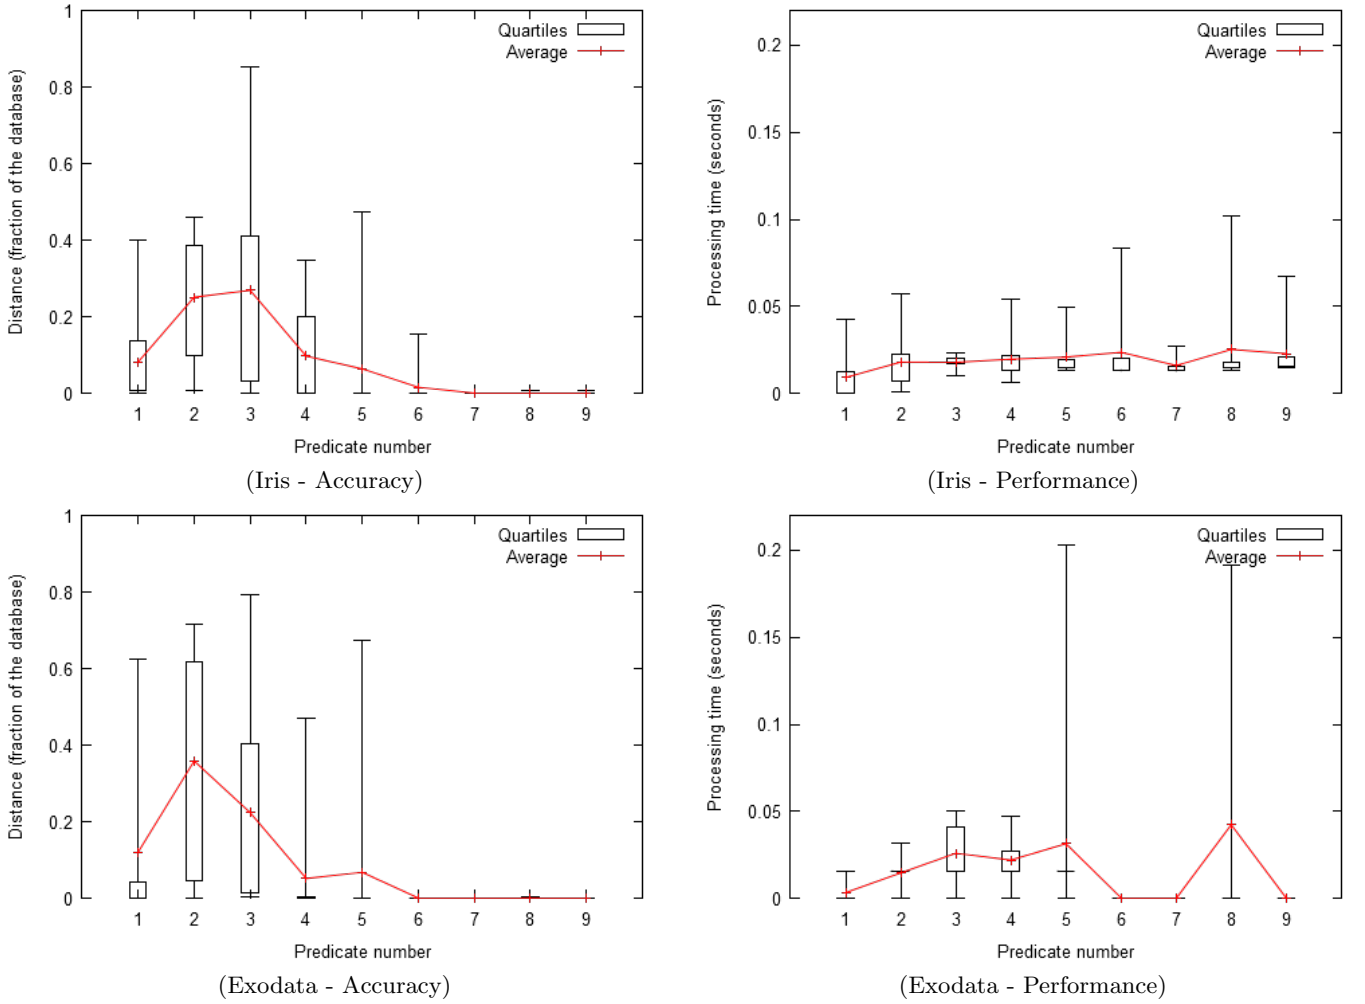 Distance (fraction of the database)
1
0.8
0.6
0.4
0.2
0
Quartiles
Average
1 2 3 4 5 6 7 8 9
Predicate number
(Iris - Accuracy)
Processing time (seconds)
0.2
0.15
0.1
0.05
0
Quartiles
Average
1 2 3 4 5 6 7 8 9
Predicate number
(Iris - Performance)
Distance (fraction of the database)
1
0.8
0.6
0.4
0.2
0
Quartiles
Average
1 2 3 4 5 6 7 8 9
Predicate number
(Exodata - Accuracy)
Processing time (seconds)
0.2
0.15
0.1
0.05
0
Quartiles
Average
1 2 3 4 5 6 7 8 9
Predicate number
(Exodata - Performance)